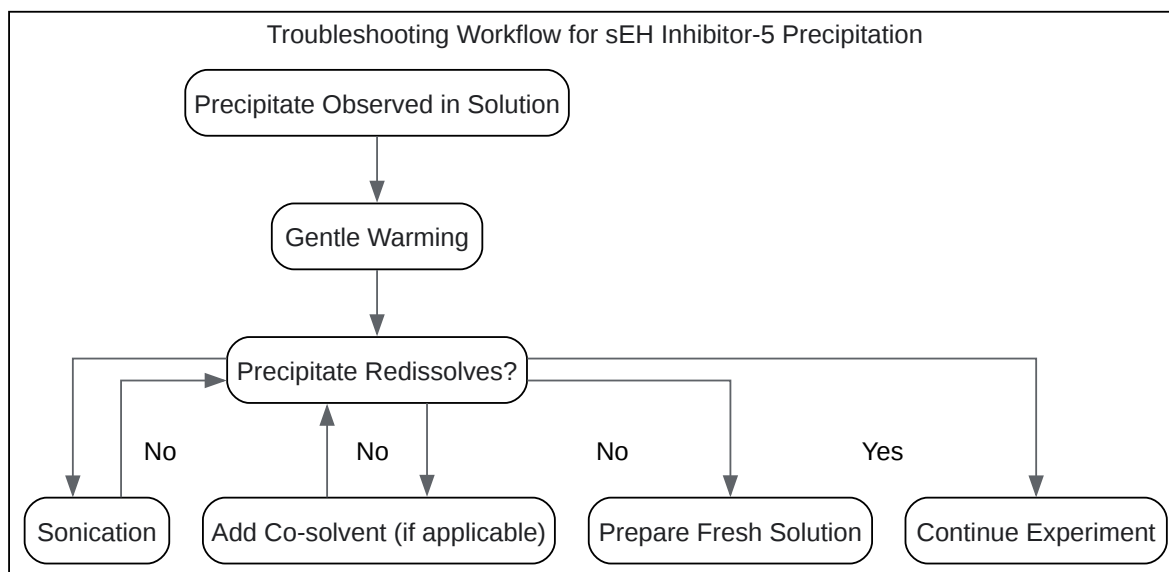 Troubleshooting Workflow for sEH Inhibitor-5 Precipitation
Precipitate Observed in Solution
Gentle Warming
Precipitate Redissolves?
No
No
No
Yes
Sonication
Add Co-solvent (if applicable)
Prepare Fresh Solution
Continue Experiment